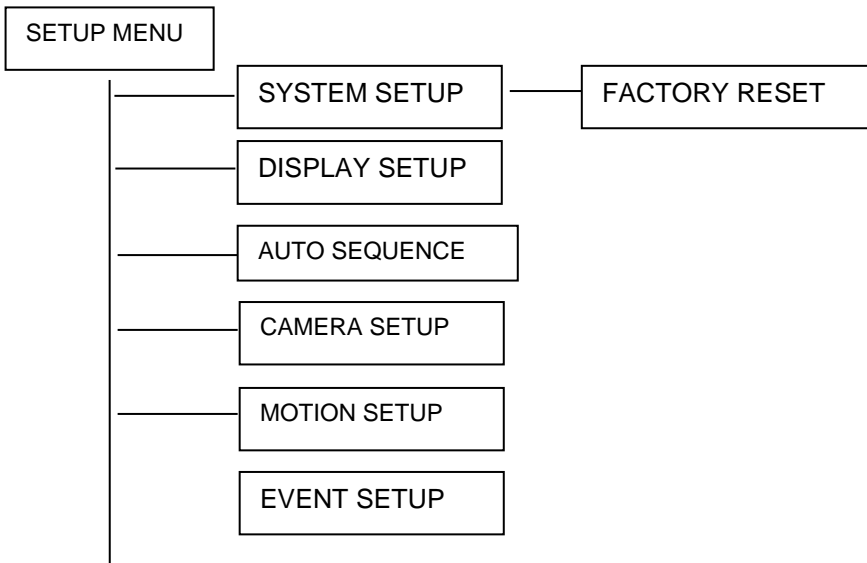 SETUP MENU
SYSTEM SETUP
FACTORY RESET
DISPLAY SETUP
AUTO SEQUENCE
CAMERA SETUP
MOTION SETUP
EVENT SETUP